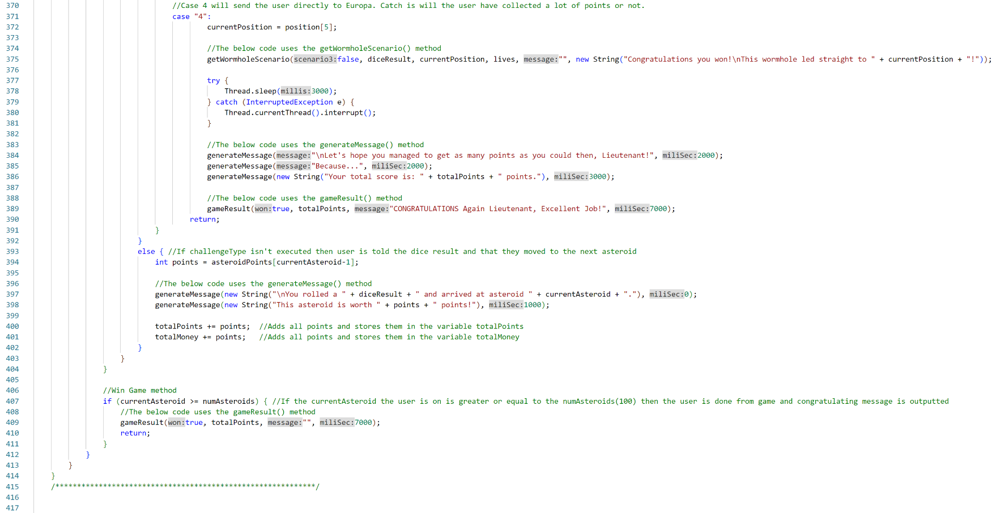 370 //Case 4 will send the user directly to Europa. Catch is will the user have collected a lot of points or not.
371 case "4":
372 currentPosition = position[5];
373
374 //The below code uses the getWormholeScenario() method
375 getWormholeScenario(scenario3:false, diceResult, currentPosition, lives, message:"", new String("Congratulations you won!\nThis wormhole led straight to " + currentPosition + "!"));
376
377 try {
378 Thread.sleep(millis:3000);
379 } catch (InterruptedException e) {
380 Thread.currentThread().interrupt();
381 }
382
383 //The below code uses the generateMessage() method
384 generateMessage(message:"\nLet's hope you managed to get as many points as you could then, Lieutenant!", miliSec:2000);
385 generateMessage(message:"Because...", miliSec:2000);
386 generateMessage(new String("Your total score is: " + totalPoints + " points."), miliSec:3000);
387
388 //The below code uses the gameResult() method
389 gameResult(won:true, totalPoints, message:"CONGRATULATIONS Again Lieutenant, Excellent Job!", miliSec:7000);
390 return;
391 }
392 }
393 else { //If challengeType isn't executed then user is told the dice result and that they moved to the next asteroid
394 int points = asteroidPoints[currentAsteroid-1];
395
396 //The below code uses the generateMessage() method
397 generateMessage(new String("\nYou rolled a " + diceResult + " and arrived at asteroid " + currentAsteroid + "."), miliSec:0);
398 generateMessage(new String("This asteroid is worth " + points + " points!"), miliSec:1000);
399
400 totalPoints += points; //Adds all points and stores them in the variable totalPoints
401 totalMoney += points; //Adds all points and stores them in the variable totalMoney
402 }
403 }
404 }
405
406 //Win Game method
407 if (currentAsteroid >= numAsteroids) { //If the currentAsteroid the user is on is greater or equal to the numAsteroids(100) then the user is done from game and congratulating message is outputted
408 //The below code uses the gameResult() method
409 gameResult(won:true, totalPoints, message:"", miliSec:7000);
410 return;
411 }
412 }
413 }
414 }
415 /************************************************************/
416
417